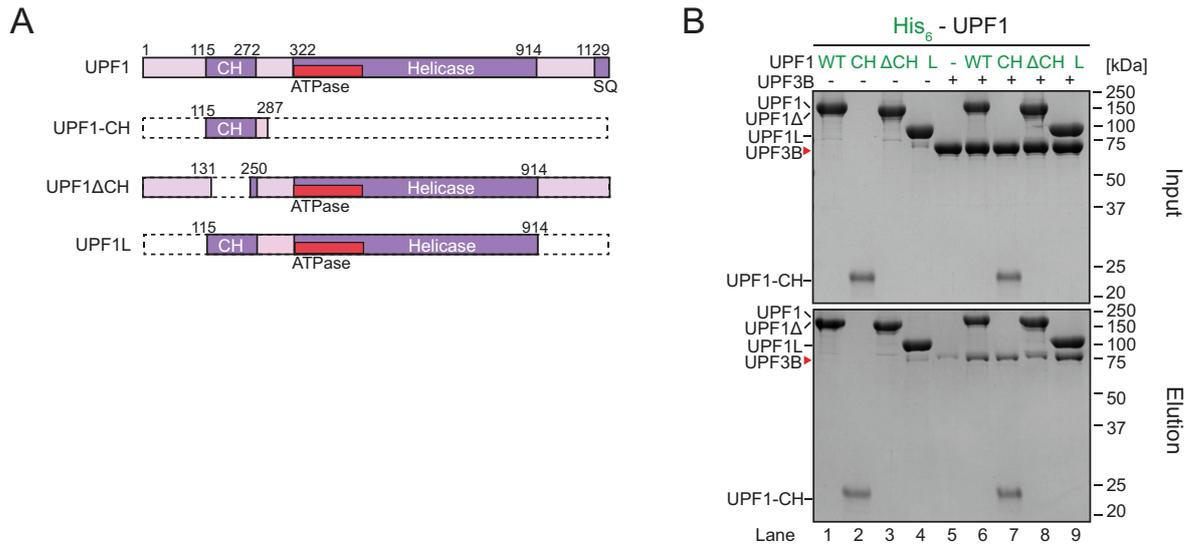 A
1 115 272 322 914 1129
UPF1 CH Helicase
ATPase SQ
115 287
UPF1-CH CH
131 250 914
UPF1ΔCH Helicase
ATPase
115 914
UPF1L CH Helicase
ATPase
B
His6 - UPF1
UPF1 WT CH ΔCH L - WT CH ΔCH L [kDa]
UPF3B - - - - + + + + +
UPF1
UPF1Δ
UPF1L
UPF3B
UPF1-CH
250
150
100
75
50
37
25
20
Input
UPF1
UPF1Δ
UPF1L
UPF3B
UPF1-CH
250
150
100
75
50
37
25
20
Elution
Lane 1 2 3 4 5 6 7 8 9